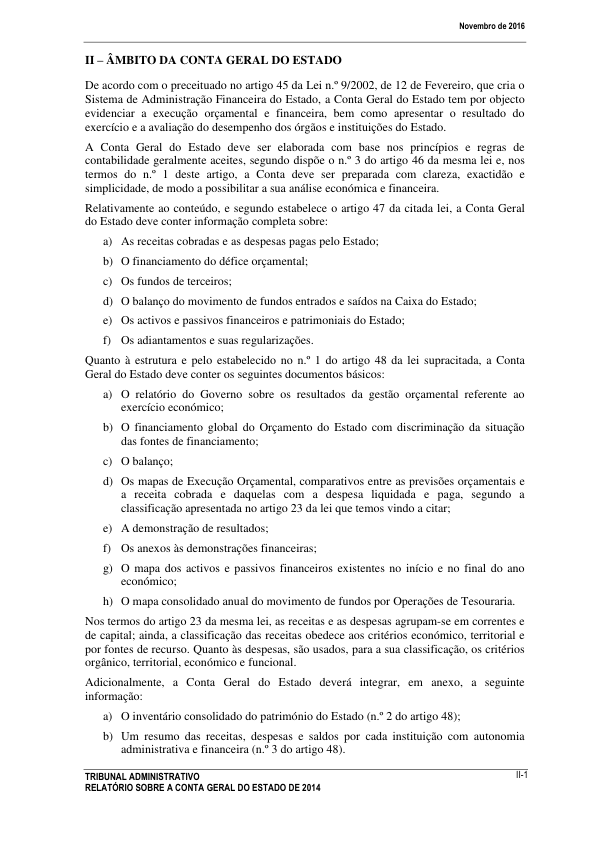 Novembro de 2016
II – ÂMBITO DA CONTA GERAL DO ESTADO
De acordo com o preceituado no artigo 45 da Lei n.º 9/2002, de 12 de Fevereiro, que cria o
Sistema de Administração Financeira do Estado, a Conta Geral do Estado tem por objecto
evidenciar a execução orçamental e financeira, bem como apresentar o resultado do
exercício e a avaliação do desempenho dos órgãos e instituições do Estado.
A Conta Geral do Estado deve ser elaborada com base nos princípios e regras de
contabilidade geralmente aceites, segundo dispõe o n.º 3 do artigo 46 da mesma lei e, nos
termos do n.º 1 deste artigo, a Conta deve ser preparada com clareza, exactidão e
simplicidade, de modo a possibilitar a sua análise económica e financeira.
Relativamente ao conteúdo, e segundo estabelece o artigo 47 da citada lei, a Conta Geral
do Estado deve conter informação completa sobre:
a) As receitas cobradas e as despesas pagas pelo Estado;
b) O financiamento do défice orçamental;
c) Os fundos de terceiros;
d) O balanço do movimento de fundos entrados e saídos na Caixa do Estado;
e) Os activos e passivos financeiros e patrimoniais do Estado;
f) Os adiantamentos e suas regularizações.
Quanto à estrutura e pelo estabelecido no n.º 1 do artigo 48 da lei supracitada, a Conta
Geral do Estado deve conter os seguintes documentos básicos:
a) O relatório do Governo sobre os resultados da gestão orçamental referente ao
exercício económico;
b) O financiamento global do Orçamento do Estado com discriminação da situação
das fontes de financiamento;
c) O balanço;
d) Os mapas de Execução Orçamental, comparativos entre as previsões orçamentais e
a receita cobrada e daquelas com a despesa liquidada e paga, segundo a
classificação apresentada no artigo 23 da lei que temos vindo a citar;
e) A demonstração de resultados;
f) Os anexos às demonstrações financeiras;
g) O mapa dos activos e passivos financeiros existentes no início e no final do ano
económico;
h) O mapa consolidado anual do movimento de fundos por Operações de Tesouraria.
Nos termos do artigo 23 da mesma lei, as receitas e as despesas agrupam-se em correntes e
de capital; ainda, a classificação das receitas obedece aos critérios económico, territorial e
por fontes de recurso. Quanto às despesas, são usados, para a sua classificação, os critérios
orgânico, territorial, económico e funcional.
Adicionalmente, a Conta Geral do Estado deverá integrar, em anexo, a seguinte
informação:
a) O inventário consolidado do património do Estado (n.º 2 do artigo 48);
b) Um resumo das receitas, despesas e saldos por cada instituição com autonomia
administrativa e financeira (n.º 3 do artigo 48).
TRIBUNAL ADMINISTRATIVO
II-1
RELATÓRIO SOBRE A CONTA GERAL DO ESTADO DE 2014